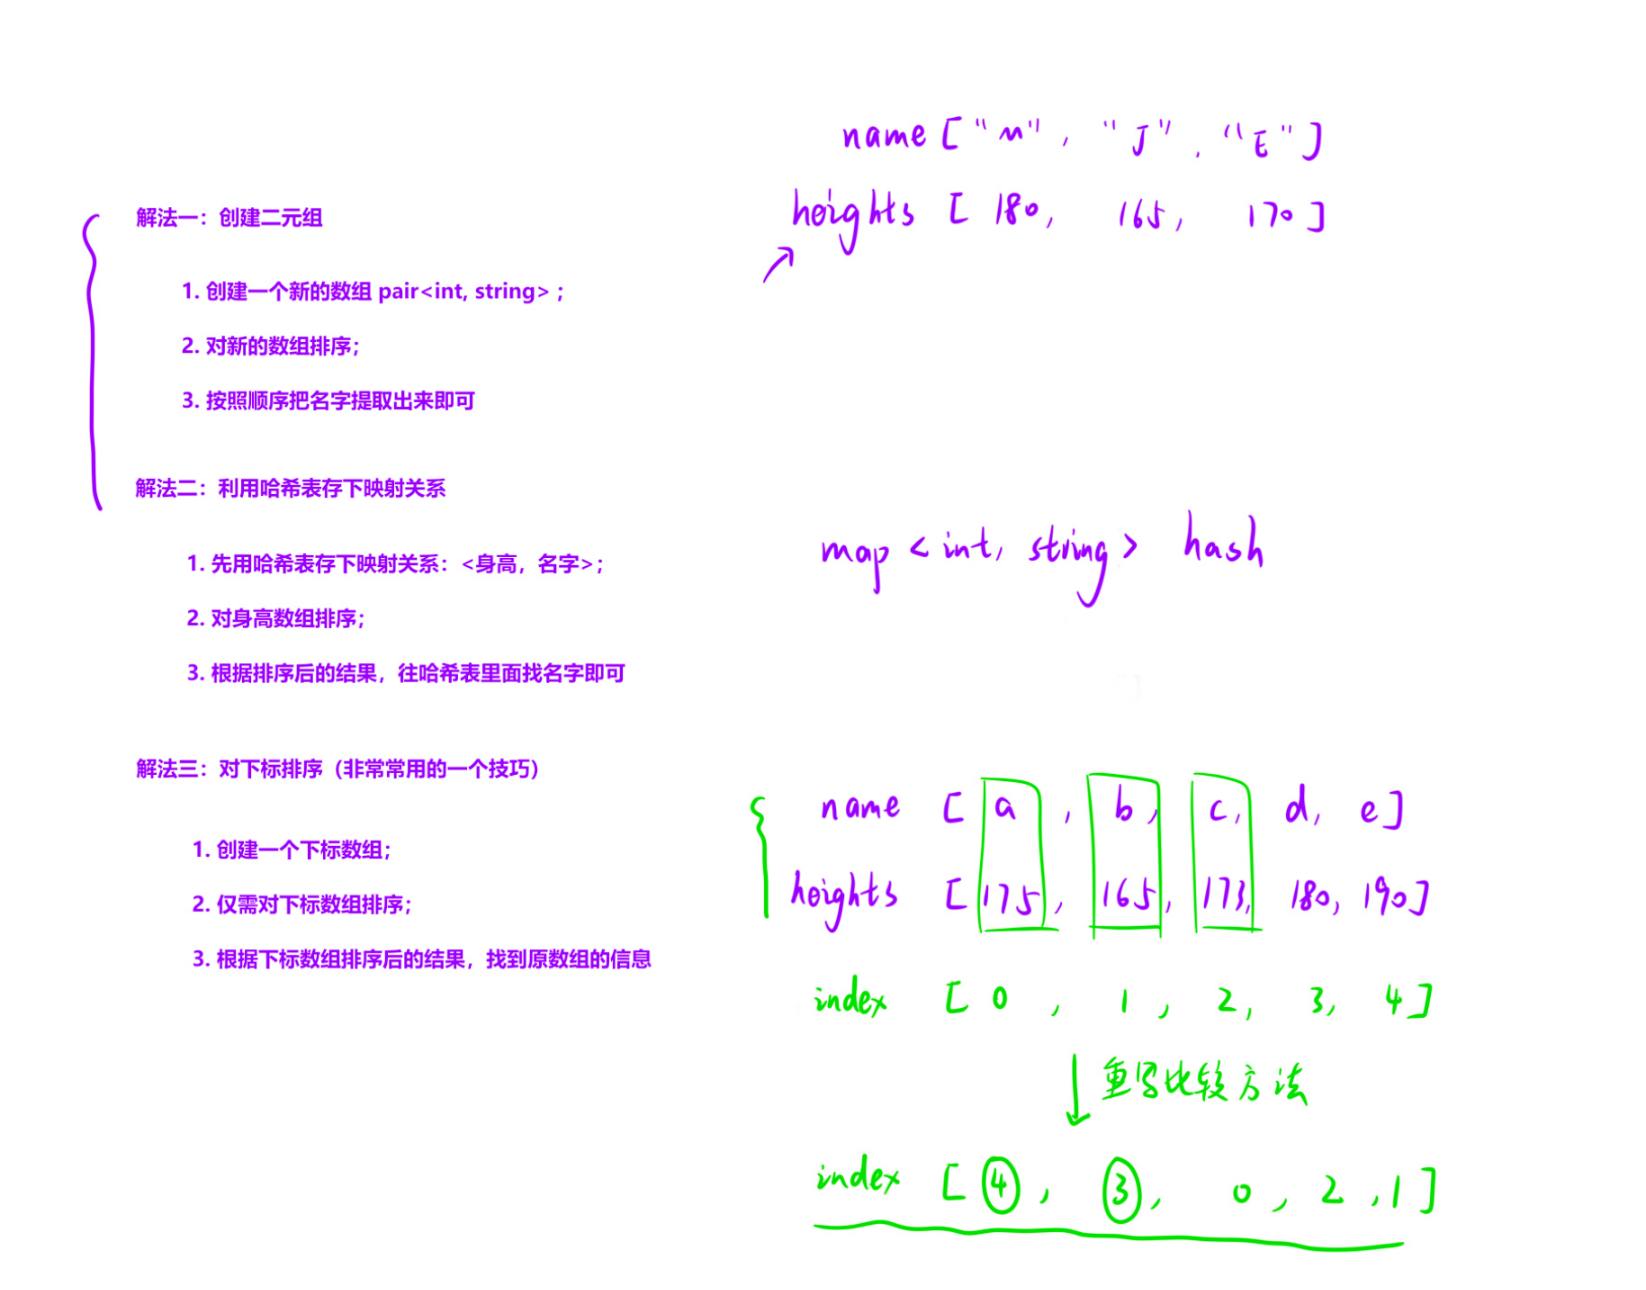 name ["M", "J", "E"]
heights [180, 165, 170]
解法一：创建二元组
1. 创建一个新的数组 pair<int, string>；
2. 对新的数组排序；
3. 按照顺序把名字提取出来即可
解法二：利用哈希表存下映射关系
map <int, string> hash
1. 先用哈希表存下映射关系：<身高，名字>；
2. 对身高数组排序；
3. 根据排序后的结果，往哈希表里面找名字即可
解法三：对下标排序（非常常用的一个技巧）
name [a, b, c, d, e]
1. 创建一个下标数组；
heights [175, 165, 173, 180, 190]
2. 仅需对下标数组排序；
3. 根据下标数组排序后的结果，找到原数组的信息
index [0, 1, 2, 3, 4]
重写比较方法
index [4, 3, 0, 2, 1]